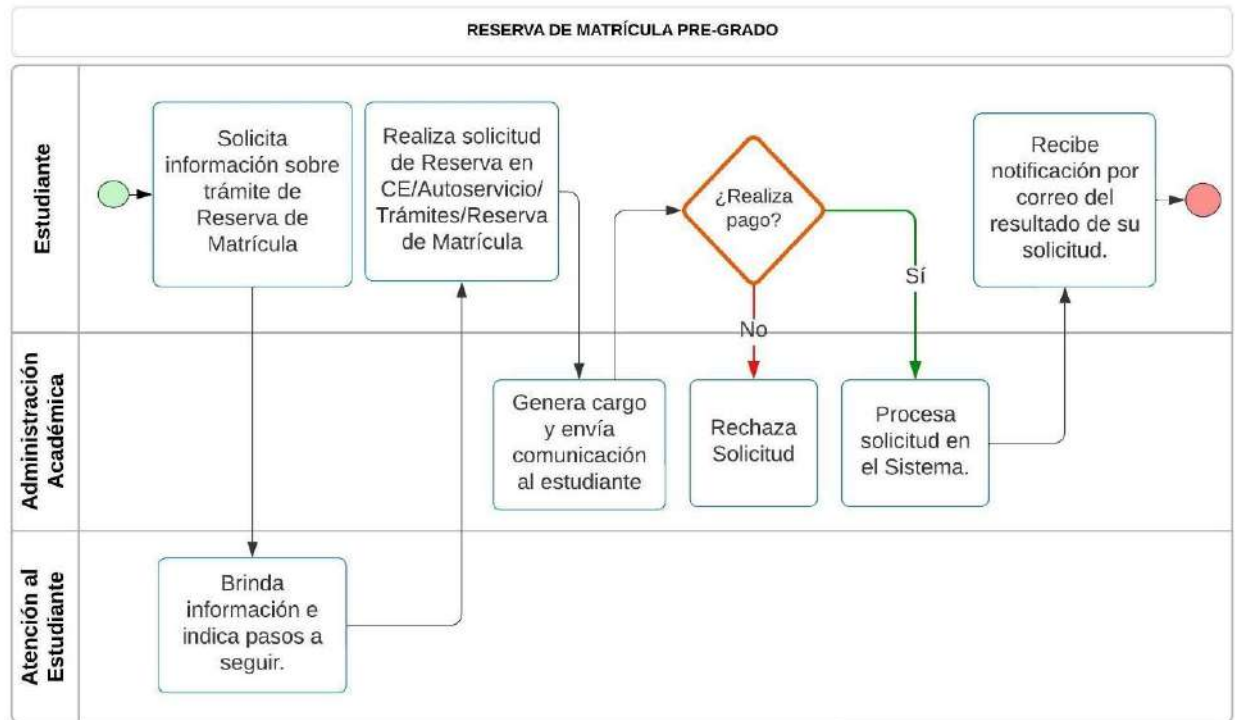 RESERVA DE MATRÍCULA PRE-GRADO
Estudiante
Solicita
información sobre
trámite de
Reserva de
Matrícula
Realiza solicitud
de Reserva en
CE/Autoservicio/
Trámites/Reserva
de Matrícula
¿Realiza
pago?
Sí
No
Recibe
notificación por
correo del
resultado de su
solicitud.
Administración
Académica
Genera cargo
y envía
comunicación
al estudiante
Rechaza
Solicitud
Procesa
solicitud en
el Sistema.
Atención al
Estudiante
Brinda
información e
indica pasos a
seguir.